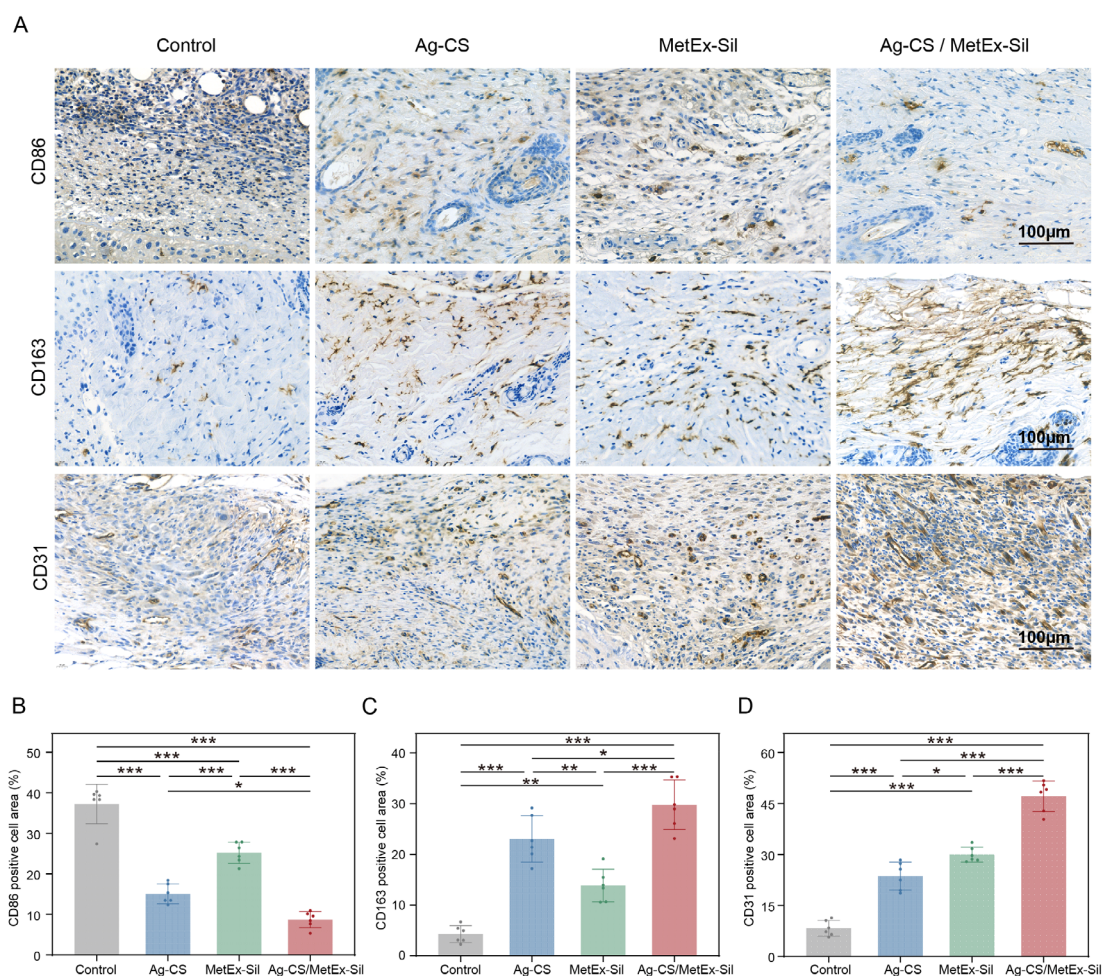 A
Control Ag-CS MetEx-Sil Ag-CS / MetEx-Sil
CD86
100μm
CD163
100μm
CD31
100μm
B
CD86 positive cell area (%)
50
40
30
20
10
0
***
***
*** *** ***
*
Control Ag-CS MetEx-Sil Ag-CS/MetEx-Sil
C
CD163 positive cell area (%)
40
30
20
10
0
***
*
*** ** ***
**
Control Ag-CS MetEx-Sil Ag-CS/MetEx-Sil
D
CD31 positive cell area (%)
60
45
30
15
0
***
***
*** * ***
***
Control Ag-CS MetEx-Sil Ag-CS/MetEx-Sil